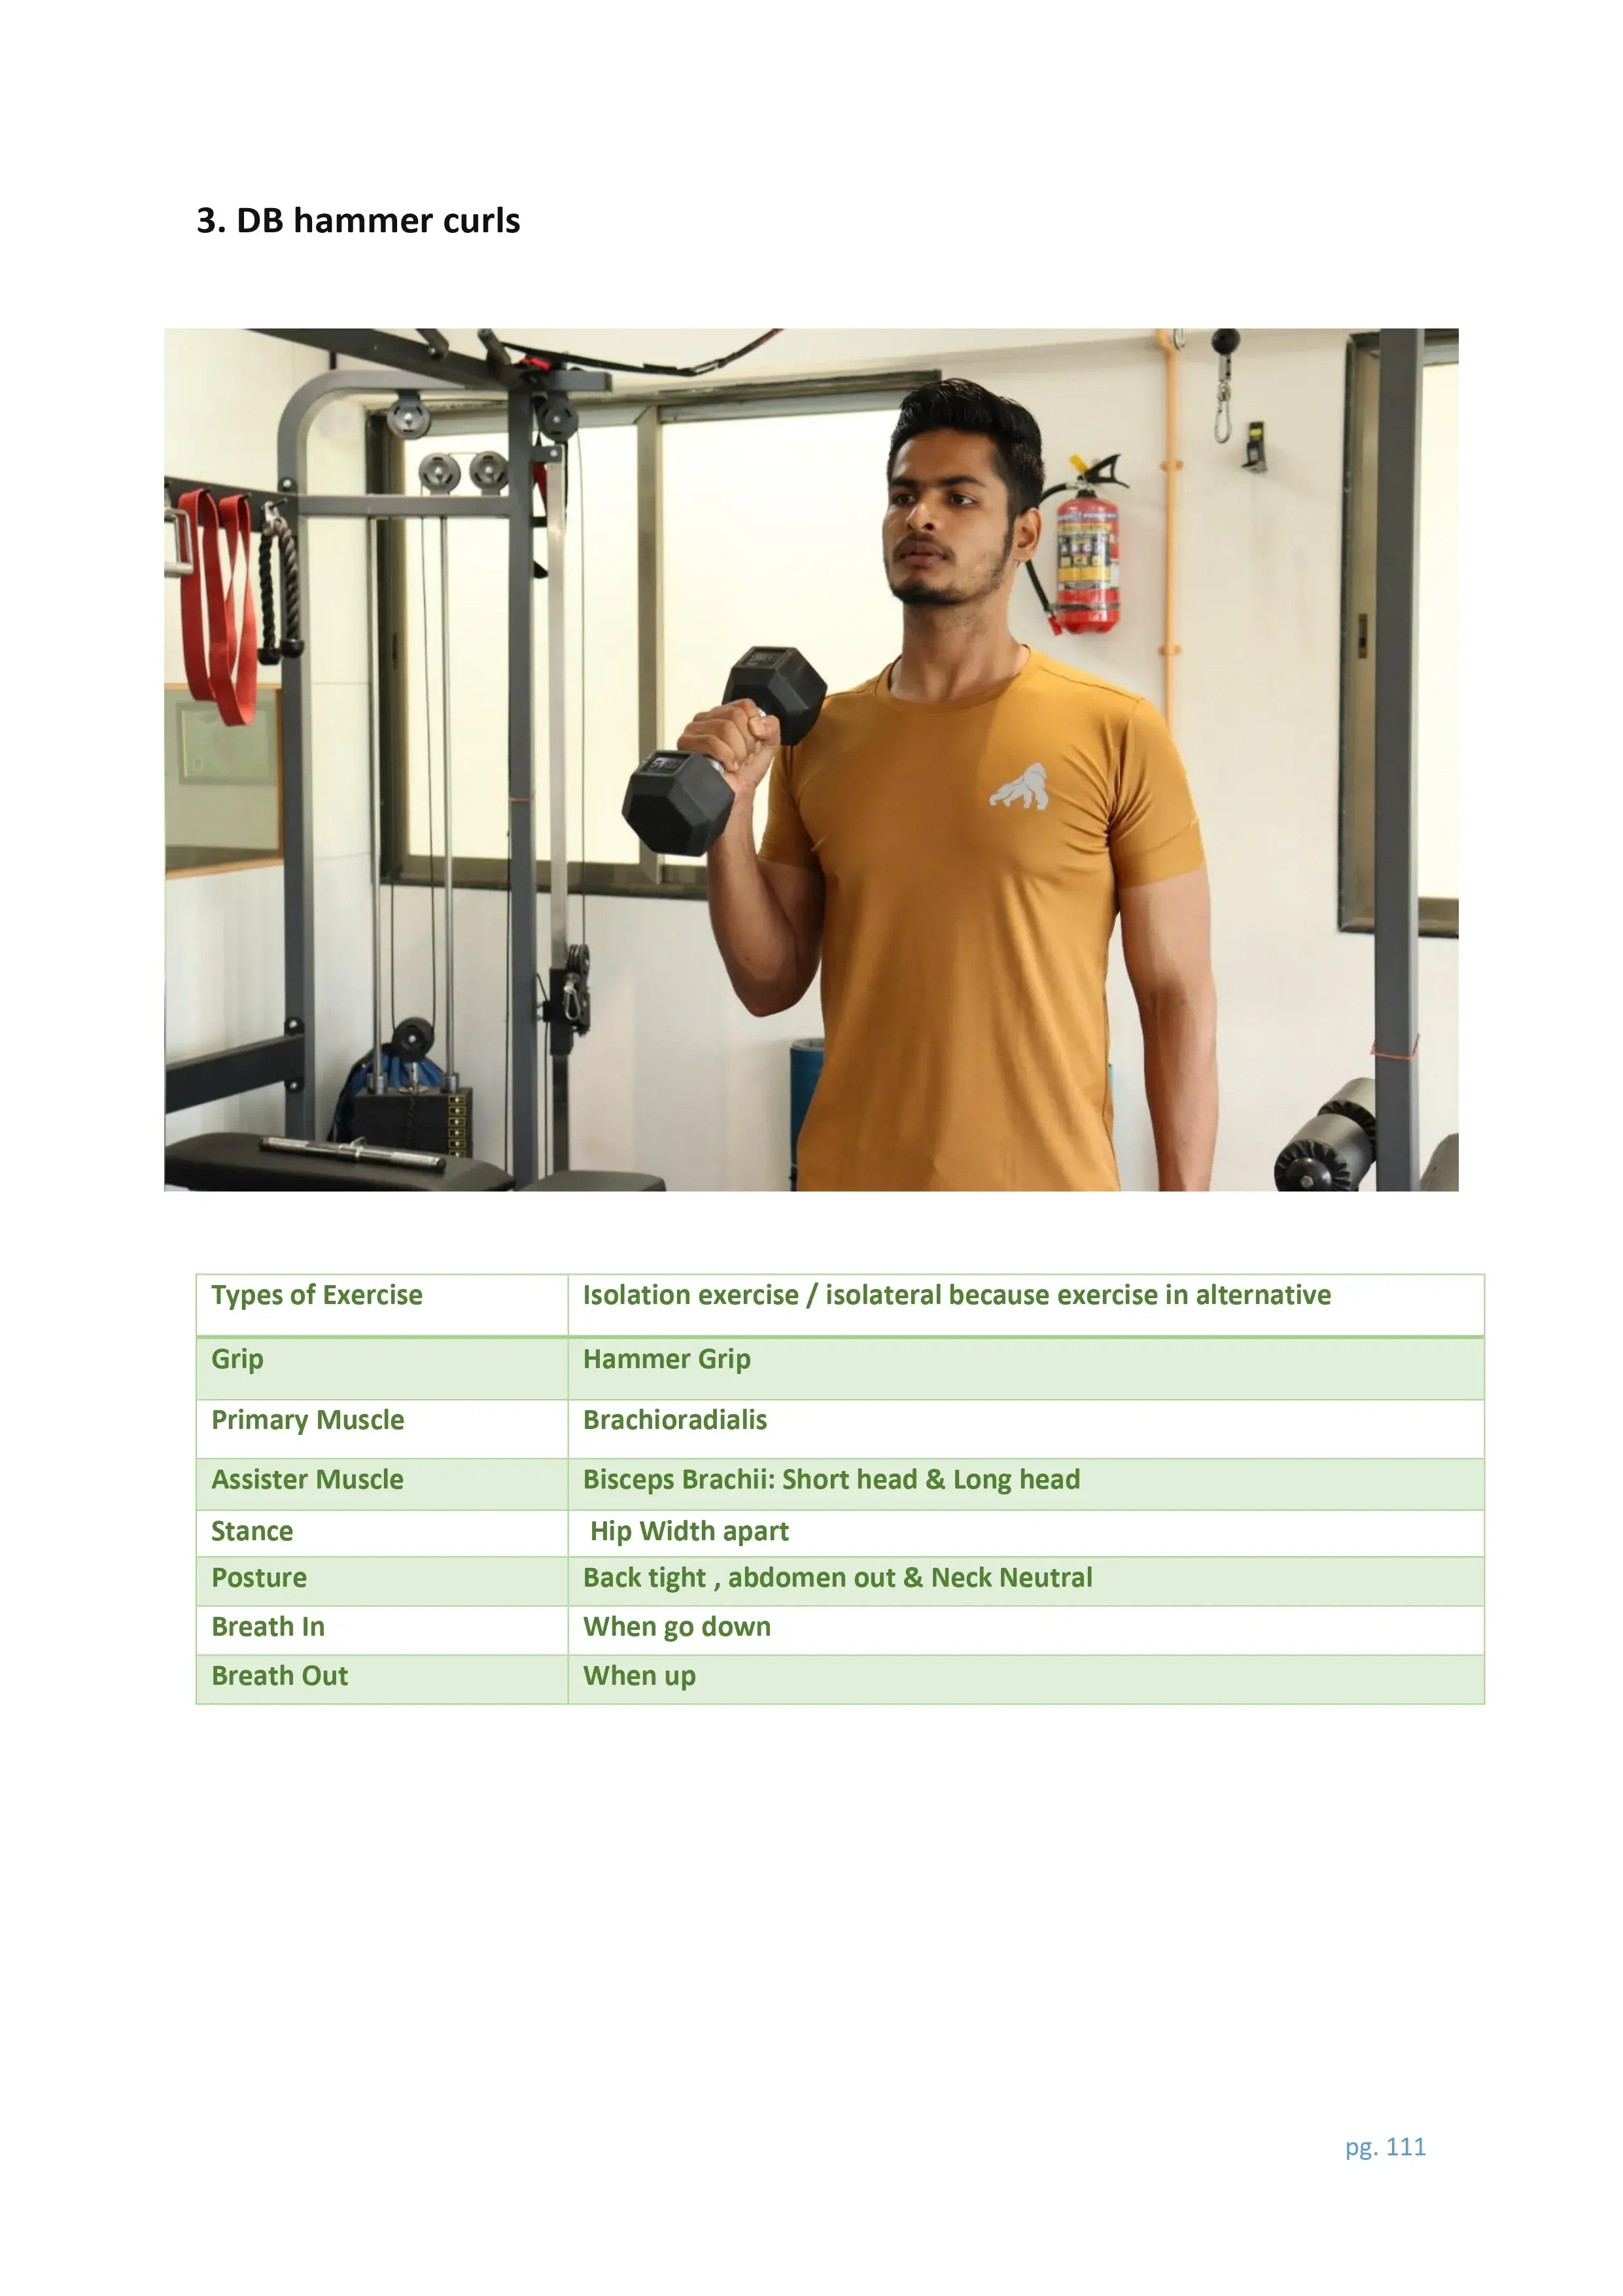 3. DB hammer curls
Types of Exercise Isolation exercise / isolateral because exercise in alternative
Grip Hammer Grip
Primary Muscle Brachioradialis
Assister Muscle Bisceps Brachii: Short head & Long head
Stance Hip Width apart
Posture Back tight , abdomen out & Neck Neutral
Breath In When go down
Breath Out When up
pg. 111